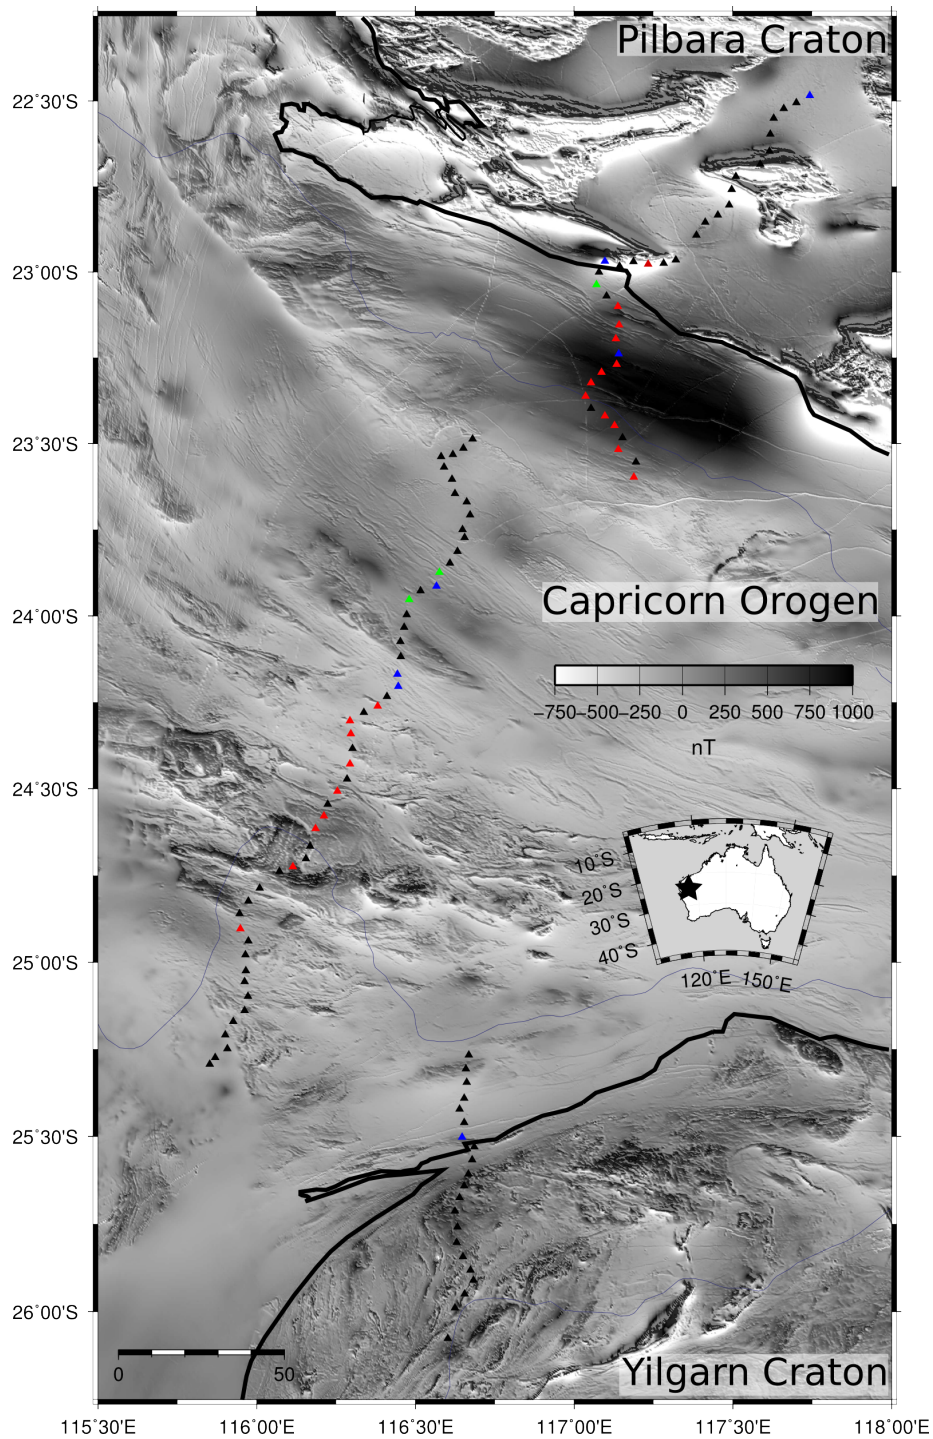 Pilbara Craton
22˚30'S
23˚00'S
23˚30'S
24˚00'S
Capricorn Orogen
−750 −500 −250 0 250 500 750 1000
nT
24˚30'S
10˚S
20˚S
30˚S
40˚S
120˚E 150˚E
25˚00'S
25˚30'S
26˚00'S
0 50
Yilgarn Craton
115˚30'E 116˚00'E 116˚30'E 117˚00'E 117˚30'E 118˚00'E